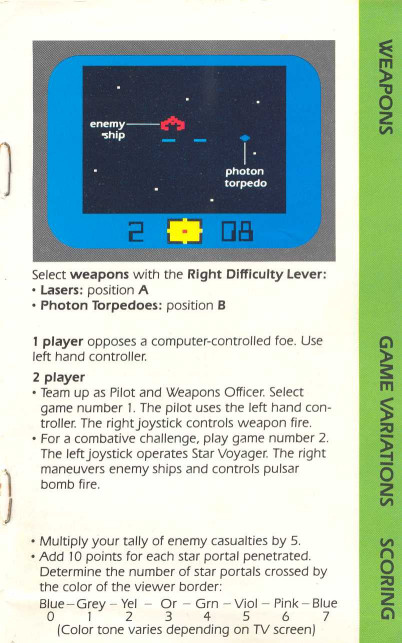 WEAPONS
enemy
ship
photon
torpedo
2 08
Select weapons with the Right Difficulty Lever:
• Lasers: position A
• Photon Torpedoes: position B
GAME VARIATIONS
1 player opposes a computer-controlled foe. Use
left hand controller.
2 player
• Team up as Pilot and Weapons Officer. Select
game number 1. The pilot uses the left hand con-
troller. The right joystick controls weapon fire.
• For a combative challenge, play game number 2.
The left joystick operates Star Voyager. The right
maneuvers enemy ships and controls pulsar
bomb fire.
SCORING
• Multiply your tally of enemy casualties by 5.
• Add 10 points for each star portal penetrated.
Determine the number of star portals crossed by
the color of the viewer border:
Blue – Grey – Yel – Or – Grn – Viol – Pink – Blue
0 1 2 3 4 5 6 7
(Color tone varies depending on TV screen)